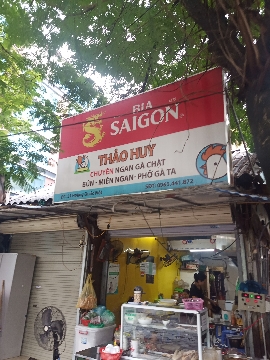 BIA
SAIGON
THẢO HUY
CHUYÊN NGAN GÀ CHẶT
BÚN - MIẾN NGAN - PHỞ GÀ TA